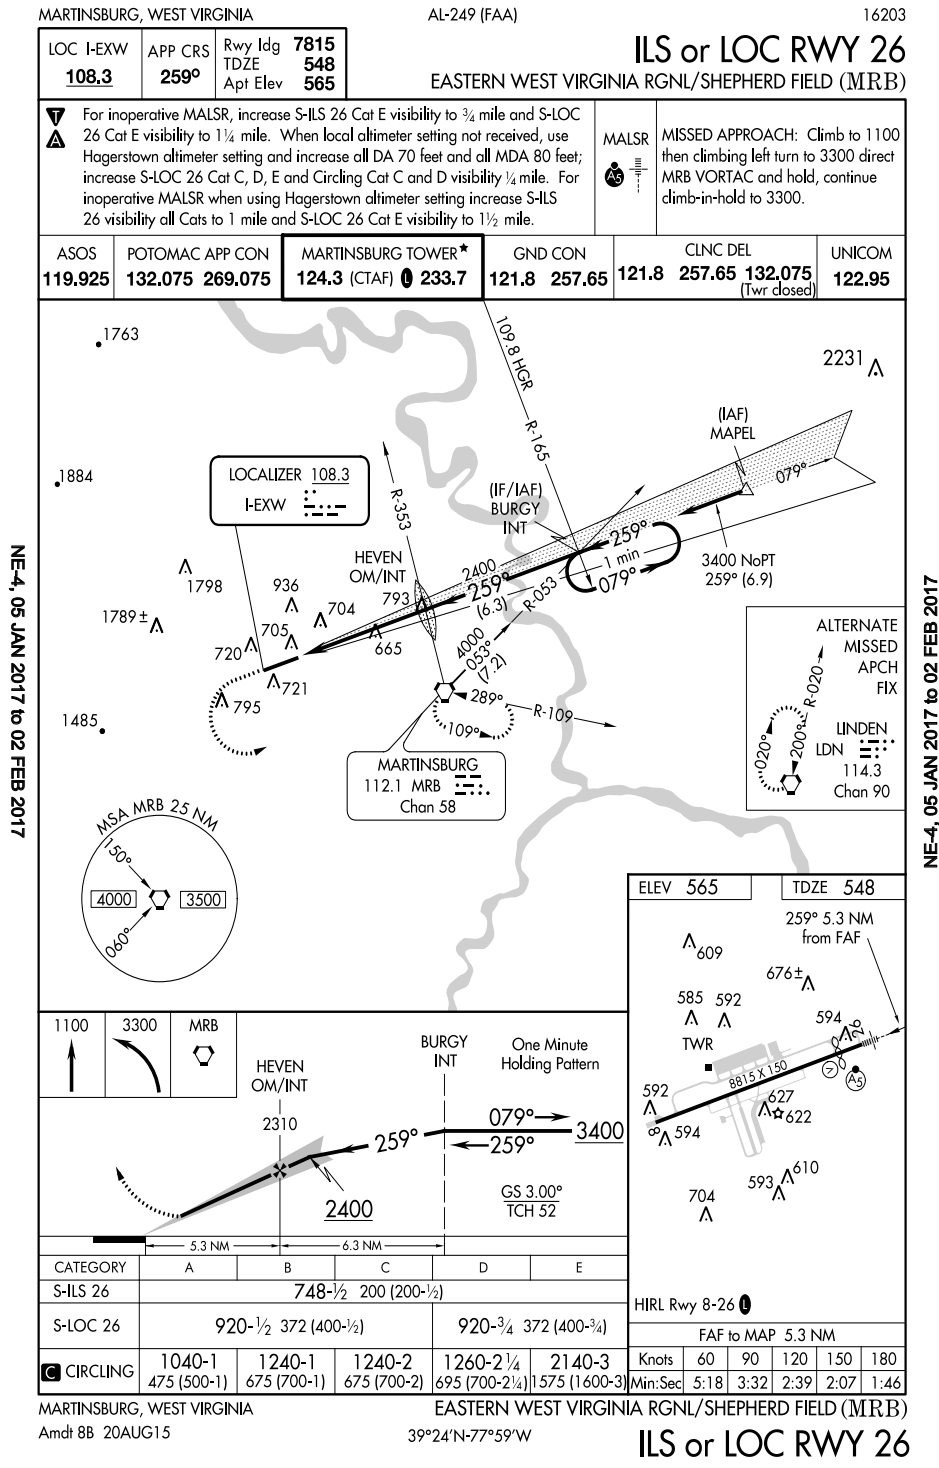 MARTINSBURG, WEST VIRGINIA
AL-249 (FAA)
16203
LOC I-EXW
108.3
APP CRS
259°
Rwy ldg 7815
TDZE 548
Apt Elev 565
ILS or LOC RWY 26
EASTERN WEST VIRGINIA RGNL/SHEPHERD FIELD (MRB)
T
A
For inoperative MALSR, increase S-ILS 26 Cat E visibility to ¾ mile and S-LOC
26 Cat E visibility to 1¼ mile. When local altimeter setting not received, use
Hagerstown altimeter setting and increase all DA 70 feet and all MDA 80 feet;
increase S-LOC 26 Cat C, D, E and Circling Cat C and D visibility ¼ mile. For
inoperative MALSR when using Hagerstown altimeter setting increase S-ILS
26 visibility all Cats to 1 mile and S-LOC 26 Cat E visibility to 1½ mile.
MALSR
A5
MISSED APPROACH: Climb to 1100
then climbing left turn to 3300 direct
MRB VORTAC and hold, continue
climb-in-hold to 3300.
ASOS
119.925
POTOMAC APP CON
132.075 269.075
MARTINSBURG TOWER★
124.3 (CTAF) L 233.7
GND CON
121.8 257.65
CLNC DEL
121.8 257.65 132.075
(Twr closed)
UNICOM
122.95
1763
109.8 HGR
R-165
2231
(IAF)
MAPEL
079°
1884
LOCALIZER 108.3
I-EXW
R-353
(IF/IAF)
BURGY
INT
259°
1 min
079°
3400 NoPT
259° (6.9)
HEVEN
OM/INT
2400
259°
(6.3)
R-053
1798
936
793
1789±
704
705
720
665
4000
053°
(7.2)
721
795
289°
R-109
109°
1485
MARTINSBURG
112.1 MRB
Chan 58
ALTERNATE
MISSED
APCH
FIX
R-020
020°
200°
LINDEN
LDN
114.3
Chan 90
NE-4, 05 JAN 2017 to 02 FEB 2017
NE-4, 05 JAN 2017 to 02 FEB 2017
MSA MRB 25 NM
150°
4000
3500
060°
ELEV 565
TDZE 548
259° 5.3 NM
from FAF
609
676±
585
592
594
26
TWR
8815 X 150
V
A5
592
627
622
8
594
610
593
704
HIRL Rwy 8-26 L
1100
3300
MRB
HEVEN
OM/INT
BURGY
INT
One Minute
Holding Pattern
2310
259°
079°
259°
3400
2400
GS 3.00°
TCH 52
5.3 NM
6.3 NM
CATEGORY A B C D E
S-ILS 26 748-½ 200 (200-½)
S-LOC 26 920-½ 372 (400-½) 920-¾ 372 (400-¾)
C CIRCLING
1040-1 1240-1 1240-2 1260-2¼ 2140-3
475 (500-1) 675 (700-1) 675 (700-2) 695 (700-2¼) 1575 (1600-3)
FAF to MAP 5.3 NM
Knots 60 90 120 150 180
Min:Sec 5:18 3:32 2:39 2:07 1:46
MARTINSBURG, WEST VIRGINIA
EASTERN WEST VIRGINIA RGNL/SHEPHERD FIELD (MRB)
Amdt 8B 20AUG15
39°24'N-77°59'W
ILS or LOC RWY 26